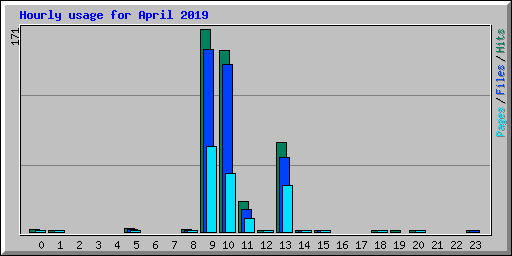 Hourly usage for April 2019
171
Pages/Files/Hits
0 1 2 3 4 5 6 7 8 9 10 11 12 13 14 15 16 17 18 19 20 21 22 23